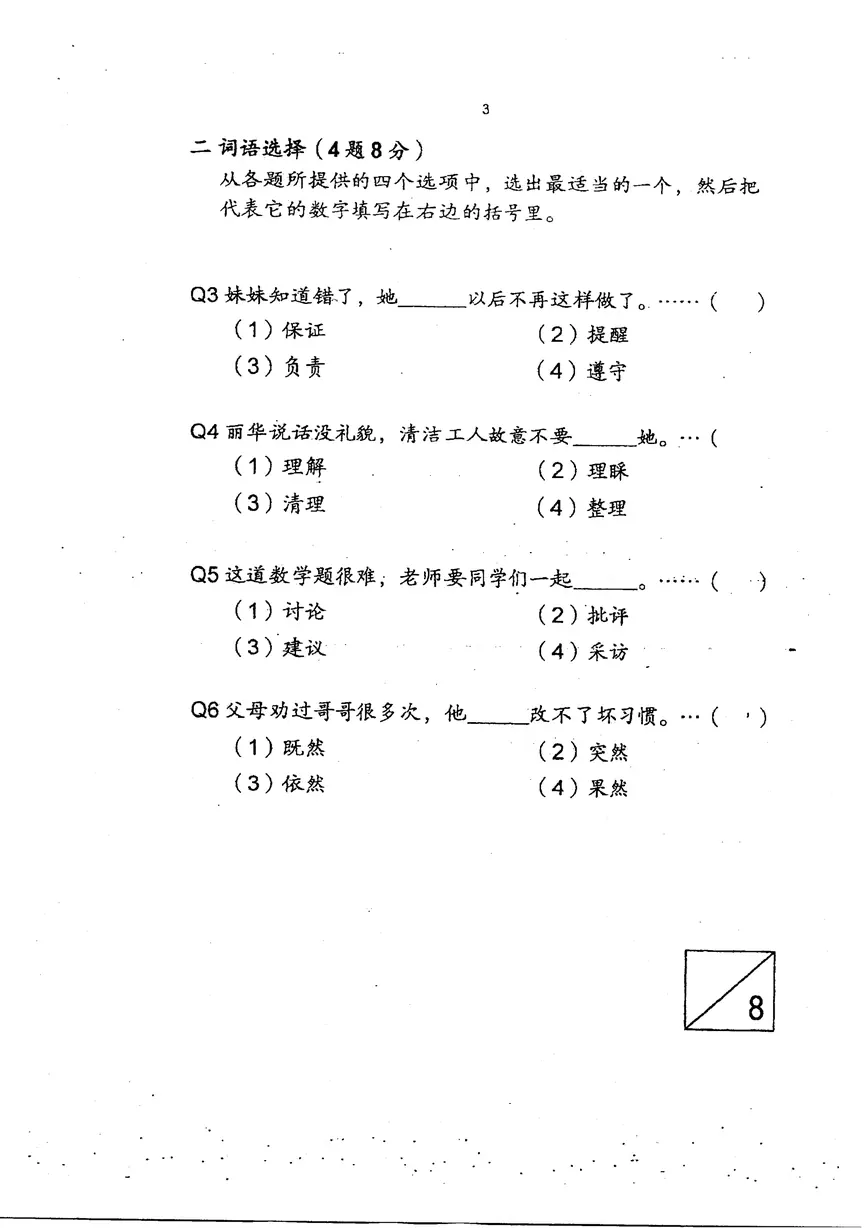 3
二 词语选择（4题8分）
从各题所提供的四个选项中，选出最适当的一个，然后把
代表它的数字填写在右边的括号里。
Q3 妹妹知道错了，她______以后不再这样做了。……（ ）
（1）保证 （2）提醒
（3）负责 （4）遵守
Q4 丽华说话没礼貌，清洁工人故意不要______她。…（
（1）理解 （2）理睬
（3）清理 （4）整理
Q5 这道数学题很难，老师要同学们一起______。……（ ）
（1）讨论 （2）批评
（3）建议 （4）采访
Q6 父母劝过哥哥很多次，他______改不了坏习惯。…（ ）
（1）既然 （2）突然
（3）依然 （4）果然
8